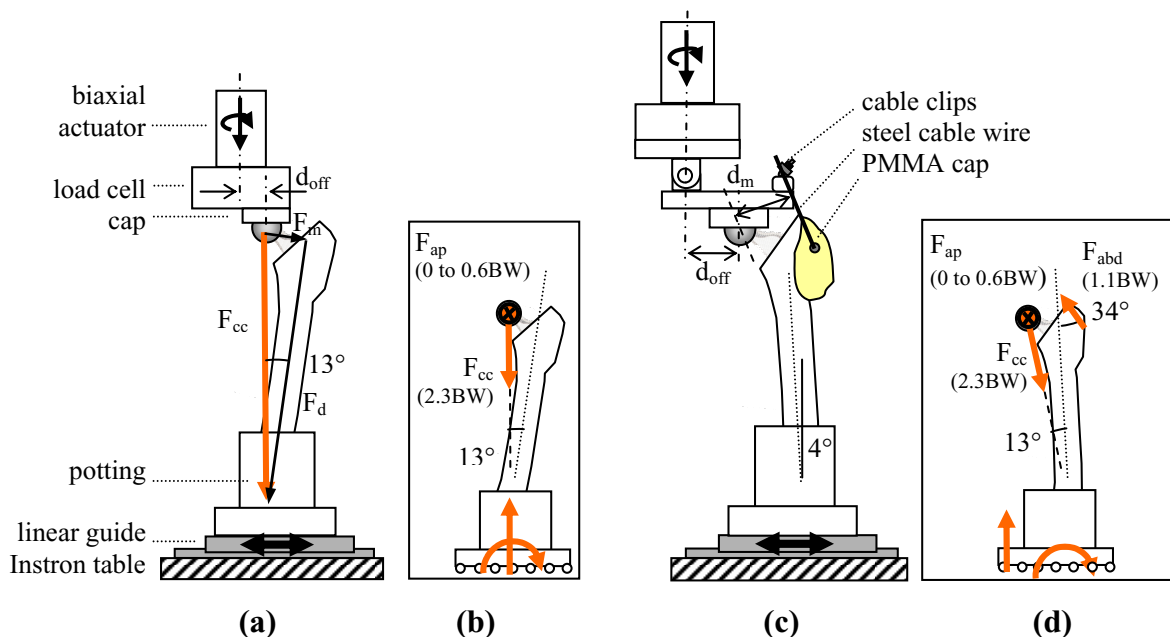 biaxial
actuator
load cell
cap
d_off
F_m
F_cc
13°
F_d
potting
linear guide
Instron table
(a)
F_ap
(0 to 0.6BW)
F_cc
(2.3BW)
13°
(b)
cable clips
steel cable wire
PMMA cap
d_m
d_off
4°
(c)
F_ap
(0 to 0.6BW)
F_abd
(1.1BW)
34°
F_cc
(2.3BW)
13°
(d)